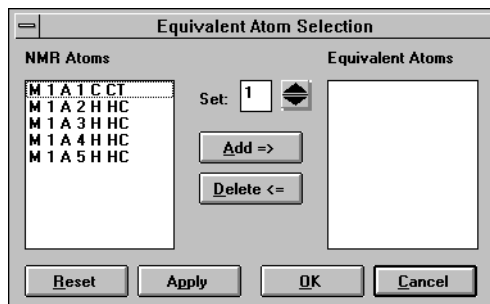 Equivalent Atom Selection
NMR Atoms
Equivalent Atoms
M 1 A 1 C CT
M 1 A 2 H HC
M 1 A 3 H HC
M 1 A 4 H HC
M 1 A 5 H HC
Set: 1
Add =>
Delete <=
Reset Apply OK Cancel